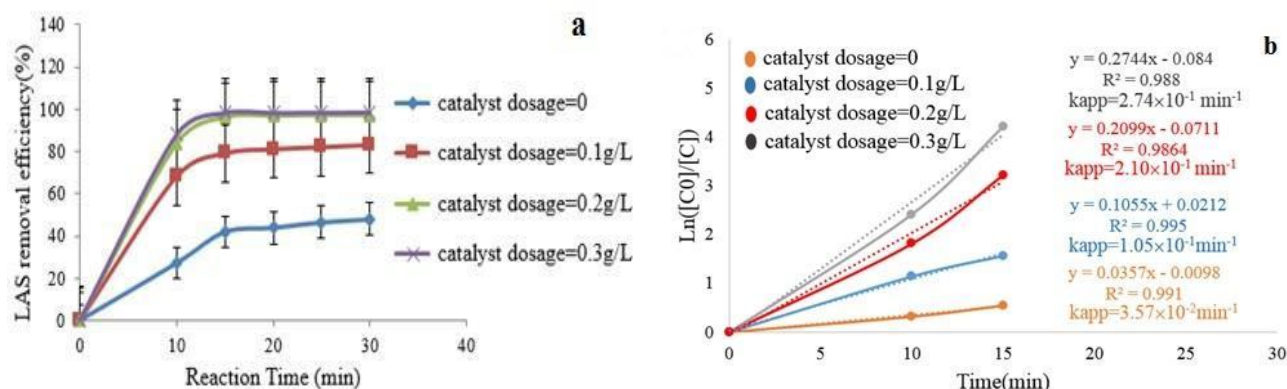 a
LAS removal efficiency(%)
140
120
100
80
60
40
20
0
0
10
20
30
40
Reaction Time (min)
catalyst dosage=0
catalyst dosage=0.1g/L
catalyst dosage=0.2g/L
catalyst dosage=0.3g/L
b
Ln([C0]/[C])
6
5
4
3
2
1
0
0
5
10
15
20
25
30
Time(min)
catalyst dosage=0
catalyst dosage=0.1g/L
catalyst dosage=0.2g/L
catalyst dosage=0.3g/L
y = 0.2744x - 0.084
R² = 0.988
kapp=2.74×10⁻¹ min⁻¹
y = 0.2099x - 0.0711
R² = 0.9864
kapp=2.10×10⁻¹ min⁻¹
y = 0.1055x + 0.0212
R² = 0.995
kapp=1.05×10⁻¹min⁻¹
y = 0.0357x - 0.0098
R² = 0.991
kapp=3.57×10⁻²min⁻¹